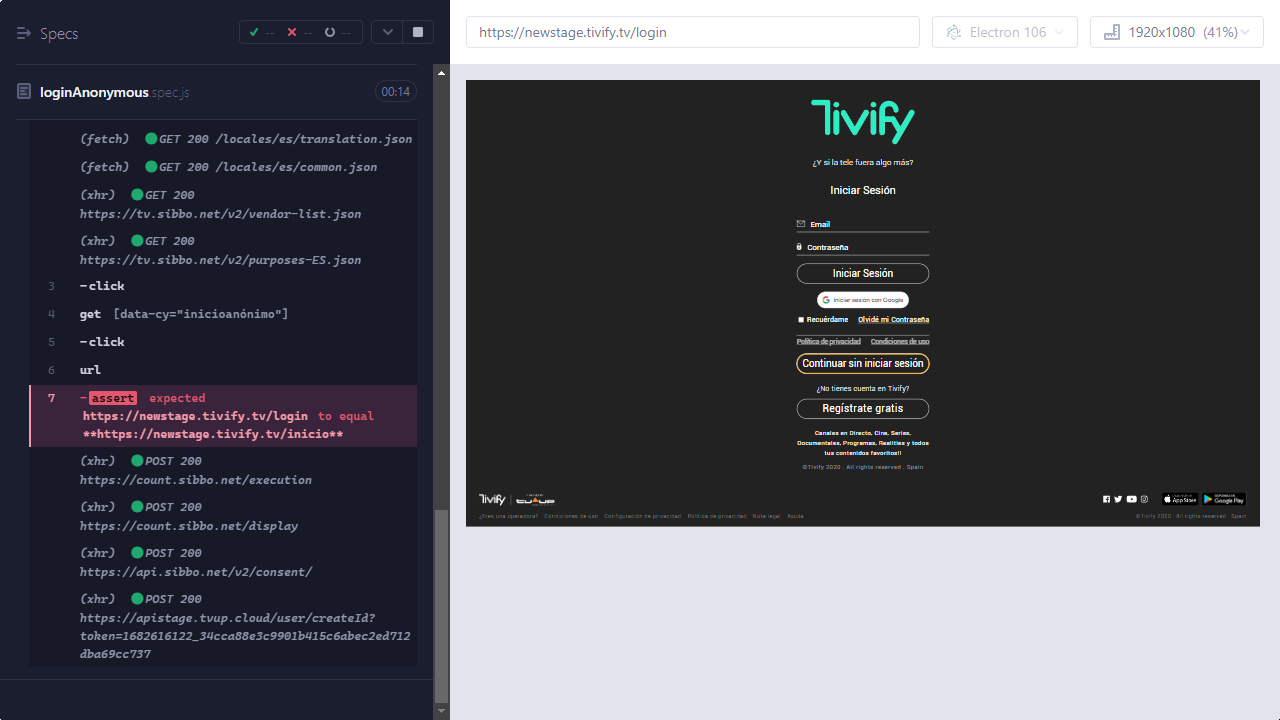 Specs
--
--
--
https://newstage.tivify.tv/login
Electron 106
1920x1080 (41%)
loginAnonymous.spec.js
00:14
(fetch) GET 200 /locales/es/translation.json
(fetch) GET 200 /locales/es/common.json
(xhr) GET 200
https://tv.sibbo.net/v2/vendor-list.json
(xhr) GET 200
https://tv.sibbo.net/v2/purposes-ES.json
3 -click
4 get [data-cy="inicioanónimo"]
5 -click
6 url
7 -assert expected
https://newstage.tivify.tv/login to equal
**https://newstage.tivify.tv/inicio**
(xhr) POST 200
https://count.sibbo.net/execution
(xhr) POST 200
https://count.sibbo.net/display
(xhr) POST 200
https://api.sibbo.net/v2/consent/
(xhr) POST 200
https://apistage.tvup.cloud/user/createId?
token=1682616122_34cca88e3c9901b415c6abec2ed712
dba69cc737
Tivify
¿Y si la tele fuera algo más?
Iniciar Sesión
Email
Contraseña
Iniciar Sesión
Iniciar sesión con Google
Recuérdame Olvidé mi Contraseña
Política de privacidad Condiciones de uso
Continuar sin iniciar sesión
¿No tienes cuenta en Tivify?
Regístrate gratis
Canales en Directo, Cine, Series,
Documentales, Programas, Realities y todos
tus contenidos favoritos!!
©Tivify 2020 . All rights reserved . Spain
Tivify
App Store
Google Play
¿Eres una operadora? Condiciones de uso Configuración de privacidad Política de privacidad Nota legal Ayuda
©Tivify 2020 . All rights reserved . Spain